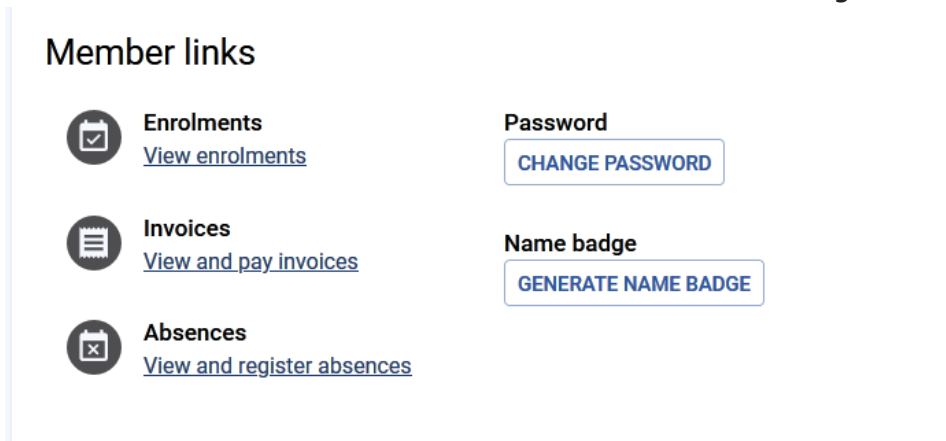 Member links
Enrolments
View enrolments
Invoices
View and pay invoices
Absences
View and register absences
Password
CHANGE PASSWORD
Name badge
GENERATE NAME BADGE